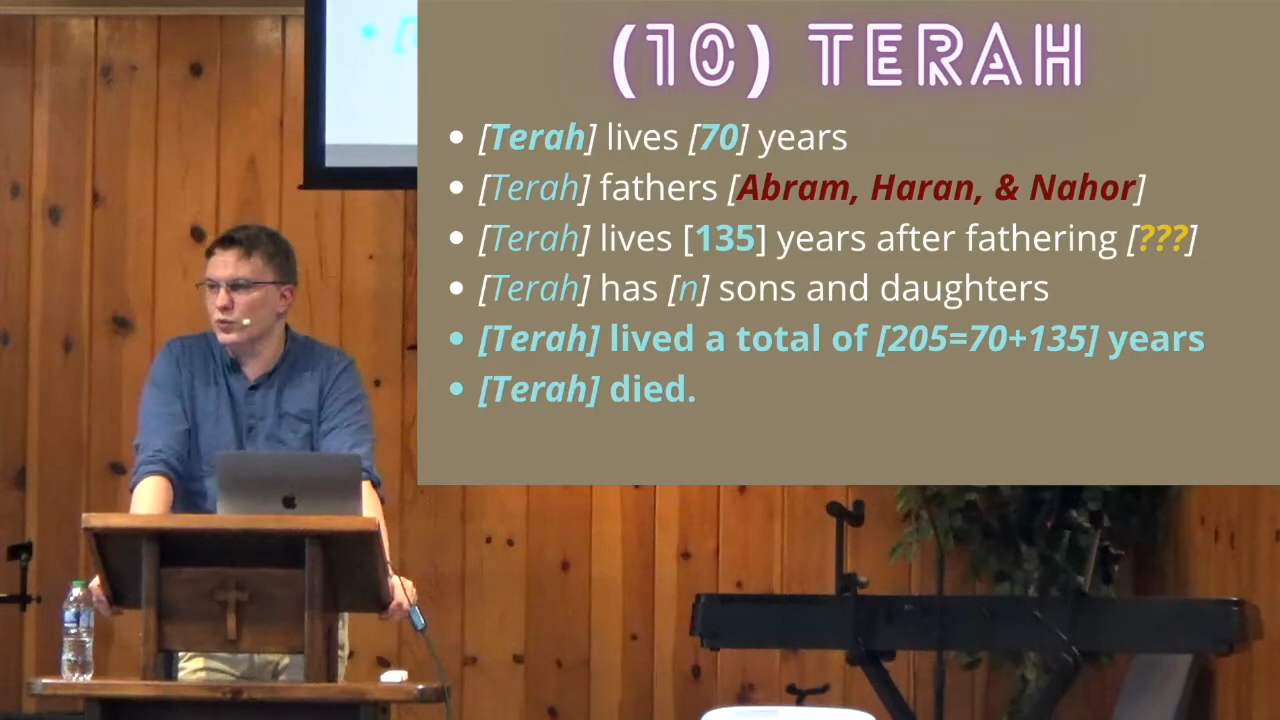 (10) TERAH
• [Terah] lives [70] years
• [Terah] fathers [Abram, Haran, & Nahor]
• [Terah] lives [135] years after fathering [???]
• [Terah] has [n] sons and daughters
• [Terah] lived a total of [205=70+135] years
• [Terah] died.